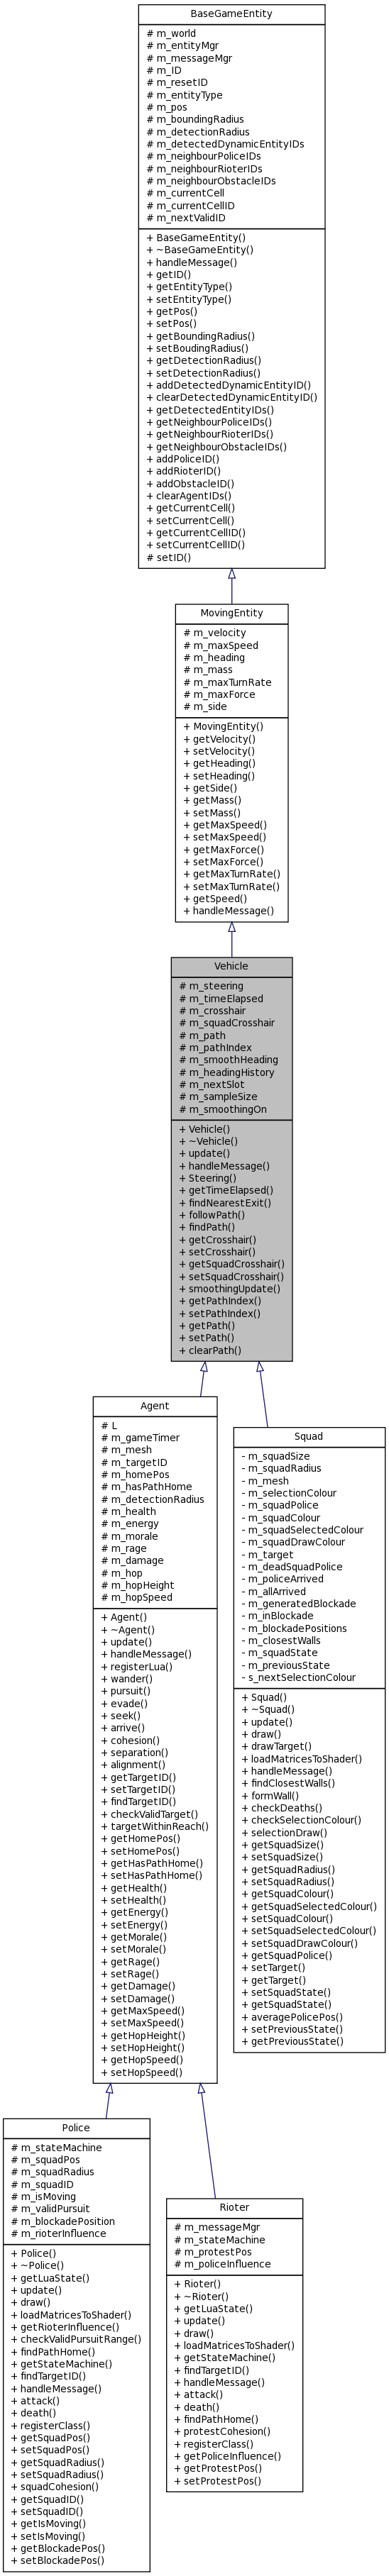 BaseGameEntity
# m_world
# m_entityMgr
# m_messageMgr
# m_ID
# m_resetID
# m_entityType
# m_pos
# m_boundingRadius
# m_detectionRadius
# m_detectedDynamicEntityIDs
# m_neighbourPoliceIDs
# m_neighbourRioterIDs
# m_neighbourObstacleIDs
# m_currentCell
# m_currentCellID
# m_nextValidID
+ BaseGameEntity()
+ ~BaseGameEntity()
+ handleMessage()
+ getID()
+ getEntityType()
+ setEntityType()
+ getPos()
+ setPos()
+ getBoundingRadius()
+ setBoudingRadius()
+ getDetectionRadius()
+ setDetectionRadius()
+ addDetectedDynamicEntityID()
+ clearDetectedDynamicEntityID()
+ getDetectedEntityIDs()
+ getNeighbourPoliceIDs()
+ getNeighbourRioterIDs()
+ getNeighbourObstacleIDs()
+ addPoliceID()
+ addRioterID()
+ addObstacleID()
+ clearAgentIDs()
+ getCurrentCell()
+ setCurrentCell()
+ getCurrentCellID()
+ setCurrentCellID()
# setID()
MovingEntity
# m_velocity
# m_maxSpeed
# m_heading
# m_mass
# m_maxTurnRate
# m_maxForce
# m_side
+ MovingEntity()
+ getVelocity()
+ setVelocity()
+ getHeading()
+ setHeading()
+ getSide()
+ getMass()
+ setMass()
+ getMaxSpeed()
+ setMaxSpeed()
+ getMaxForce()
+ setMaxForce()
+ getMaxTurnRate()
+ setMaxTurnRate()
+ getSpeed()
+ handleMessage()
Vehicle
# m_steering
# m_timeElapsed
# m_crosshair
# m_squadCrosshair
# m_path
# m_pathIndex
# m_smoothHeading
# m_headingHistory
# m_nextSlot
# m_sampleSize
# m_smoothingOn
+ Vehicle()
+ ~Vehicle()
+ update()
+ handleMessage()
+ Steering()
+ getTimeElapsed()
+ findNearestExit()
+ followPath()
+ findPath()
+ getCrosshair()
+ setCrosshair()
+ getSquadCrosshair()
+ setSquadCrosshair()
+ smoothingUpdate()
+ getPathIndex()
+ setPathIndex()
+ getPath()
+ setPath()
+ clearPath()
Agent
# L
# m_gameTimer
# m_mesh
# m_targetID
# m_homePos
# m_hasPathHome
# m_detectionRadius
# m_health
# m_energy
# m_morale
# m_rage
# m_damage
# m_hop
# m_hopHeight
# m_hopSpeed
+ Agent()
+ ~Agent()
+ update()
+ handleMessage()
+ registerLua()
+ wander()
+ pursuit()
+ evade()
+ seek()
+ arrive()
+ cohesion()
+ separation()
+ alignment()
+ getTargetID()
+ setTargetID()
+ findTargetID()
+ checkValidTarget()
+ targetWithinReach()
+ getHomePos()
+ setHomePos()
+ getHasPathHome()
+ setHasPathHome()
+ getHealth()
+ setHealth()
+ getEnergy()
+ setEnergy()
+ getMorale()
+ setMorale()
+ getRage()
+ setRage()
+ getDamage()
+ setDamage()
+ getMaxSpeed()
+ setMaxSpeed()
+ getHopHeight()
+ setHopHeight()
+ getHopSpeed()
+ setHopSpeed()
Squad
- m_squadSize
- m_squadRadius
- m_mesh
- m_selectionColour
- m_squadPolice
- m_squadColour
- m_squadSelectedColour
- m_squadDrawColour
- m_target
- m_deadSquadPolice
- m_policeArrived
- m_allArrived
- m_generatedBlockade
- m_inBlockade
- m_blockadePositions
- m_closestWalls
- m_squadState
- m_previousState
- s_nextSelectionColour
+ Squad()
+ ~Squad()
+ update()
+ draw()
+ drawTarget()
+ loadMatricesToShader()
+ handleMessage()
+ findClosestWalls()
+ formWall()
+ checkDeaths()
+ checkSelectionColour()
+ selectionDraw()
+ getSquadSize()
+ setSquadSize()
+ getSquadRadius()
+ setSquadRadius()
+ getSquadColour()
+ getSquadSelectedColour()
+ setSquadColour()
+ setSquadSelectedColour()
+ setSquadDrawColour()
+ getSquadPolice()
+ setTarget()
+ getTarget()
+ setSquadState()
+ getSquadState()
+ averagePolicePos()
+ setPreviousState()
+ getPreviousState()
Police
# m_stateMachine
# m_squadPos
# m_squadRadius
# m_squadID
# m_isMoving
# m_validPursuit
# m_blockadePosition
# m_rioterInfluence
+ Police()
+ ~Police()
+ getLuaState()
+ update()
+ draw()
+ loadMatricesToShader()
+ getRioterInfluence()
+ checkValidPursuitRange()
+ findPathHome()
+ getStateMachine()
+ findTargetID()
+ handleMessage()
+ attack()
+ death()
+ registerClass()
+ getSquadPos()
+ setSquadPos()
+ getSquadRadius()
+ setSquadRadius()
+ squadCohesion()
+ getSquadID()
+ setSquadID()
+ getIsMoving()
+ setIsMoving()
+ getBlockadePos()
+ setBlockadePos()
Rioter
# m_messageMgr
# m_stateMachine
# m_protestPos
# m_policeInfluence
+ Rioter()
+ ~Rioter()
+ getLuaState()
+ update()
+ draw()
+ loadMatricesToShader()
+ getStateMachine()
+ findTargetID()
+ handleMessage()
+ attack()
+ death()
+ findPathHome()
+ protestCohesion()
+ registerClass()
+ getPoliceInfluence()
+ getProtestPos()
+ setProtestPos()